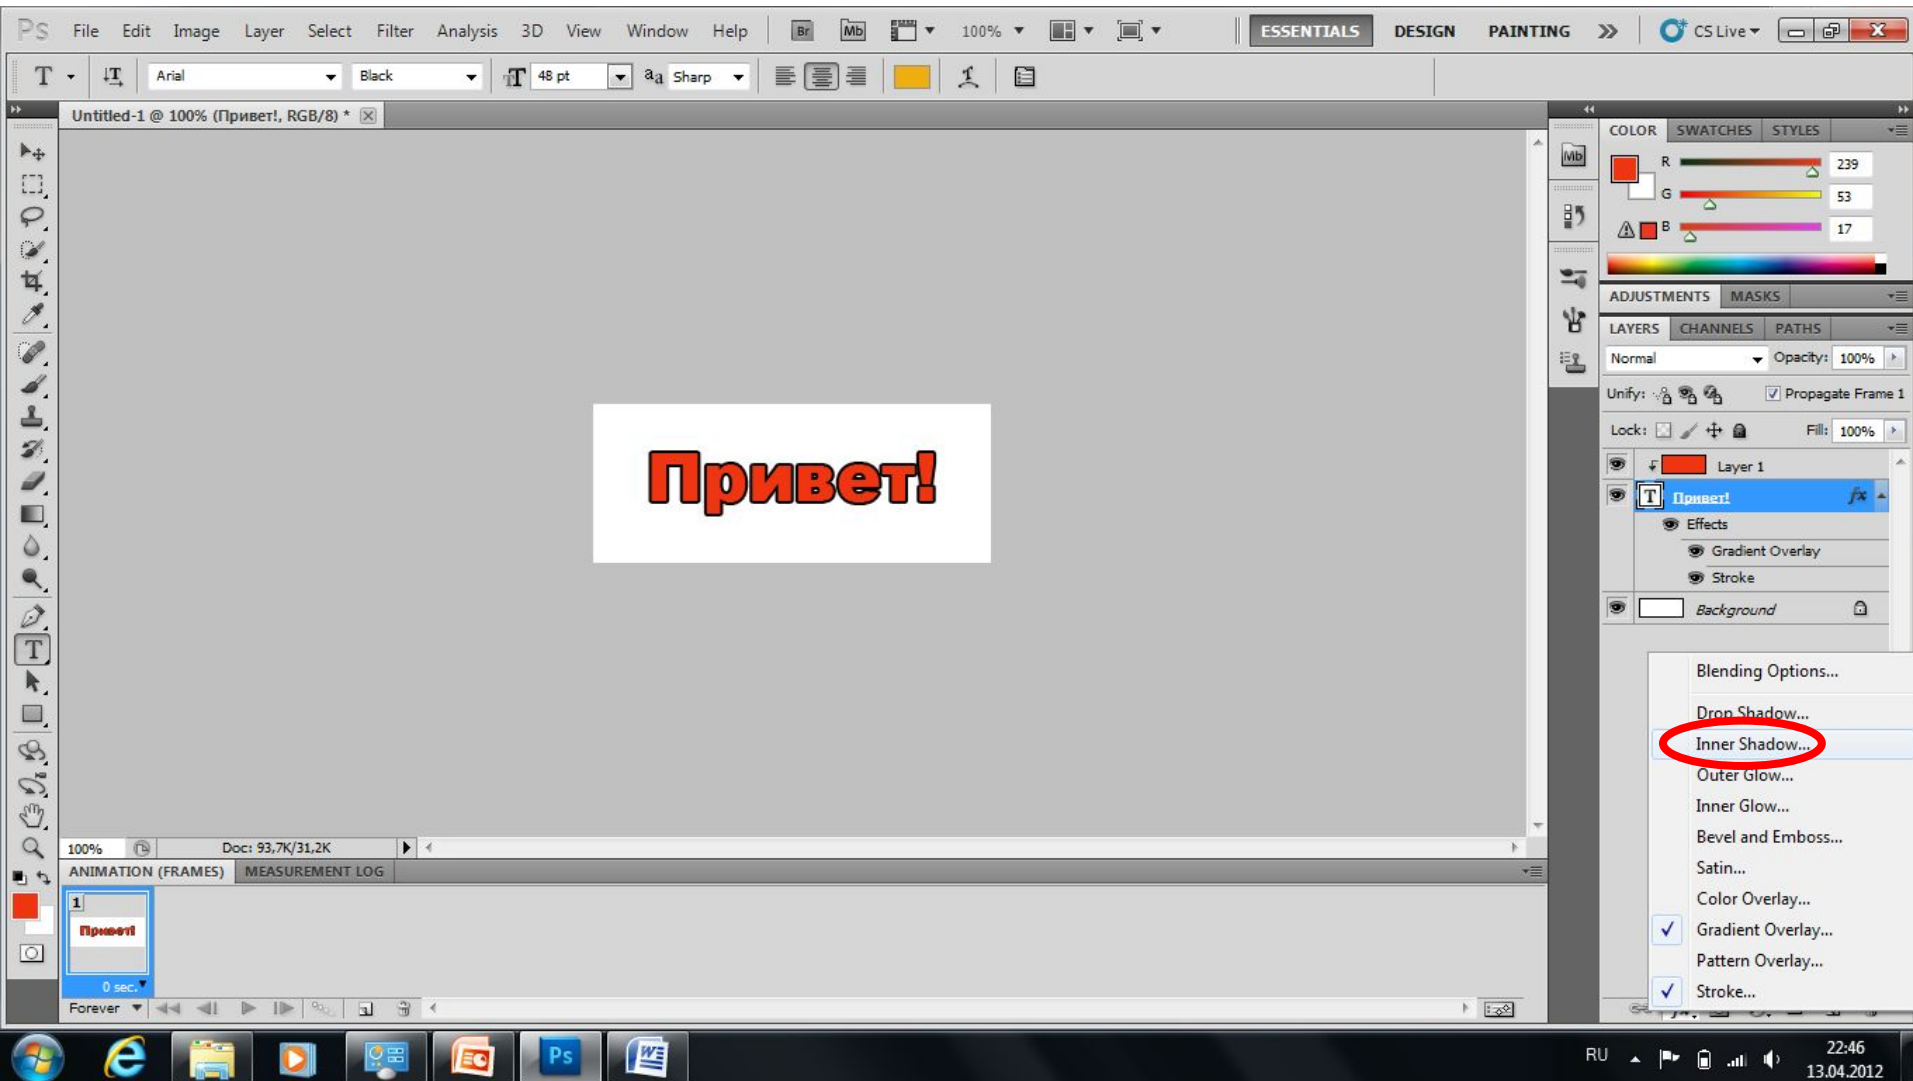 Ps File Edit Image Layer Select Filter Analysis 3D View Window Help Br Mb 100% ESSENTIALS DESIGN PAINTING CS Live
T Arial Black 48 pt aa Sharp
Untitled-1 @ 100% (Привет!, RGB/8) *
COLOR SWATCHES STYLES
Mb
R 239
G 53
B 17
ADJUSTMENTS MASKS
LAYERS CHANNELS PATHS
Normal Opacity: 100%
Unify: Propagate Frame 1
Lock: Fill: 100%
Layer 1
T Привет! fx
Effects
Gradient Overlay
Stroke
Background
Привет!
Blending Options...
Drop Shadow...
Inner Shadow...
Outer Glow...
Inner Glow...
Bevel and Emboss...
Satin...
Color Overlay...
Gradient Overlay...
Pattern Overlay...
Stroke...
100% Doc: 93,7K/31,2K
ANIMATION (FRAMES) MEASUREMENT LOG
1
Привет!
0 sec.
Forever
Ps
RU
22:46
13.04.2012